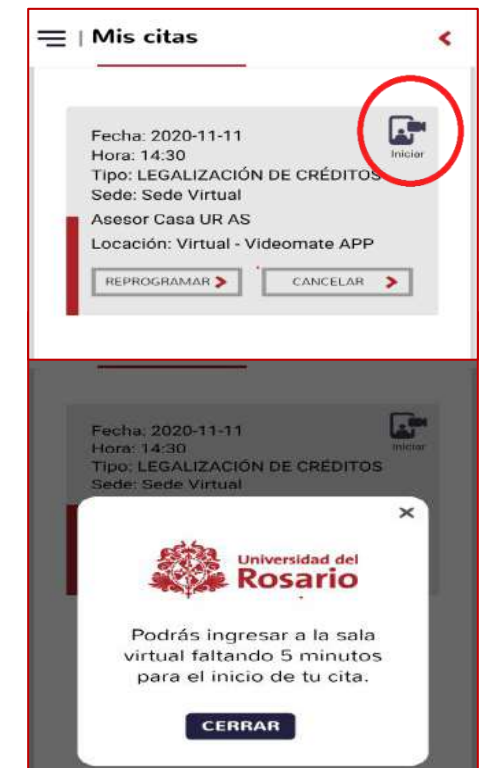 Mis citas
Fecha: 2020-11-11
Hora: 14:30
Iniciar
Tipo: LEGALIZACIÓN DE CRÉDITOS
Sede: Sede Virtual
Asesor Casa UR AS
Locación: Virtual - Videomate APP
REPROGRAMAR
CANCELAR
Fecha: 2020-11-11
Hora: 14:30
Iniciar
Tipo: LEGALIZACIÓN DE CRÉDITOS
Sede: Sede Virtual
Universidad del
Rosario
Podrás ingresar a la sala
virtual faltando 5 minutos
para el inicio de tu cita.
CERRAR